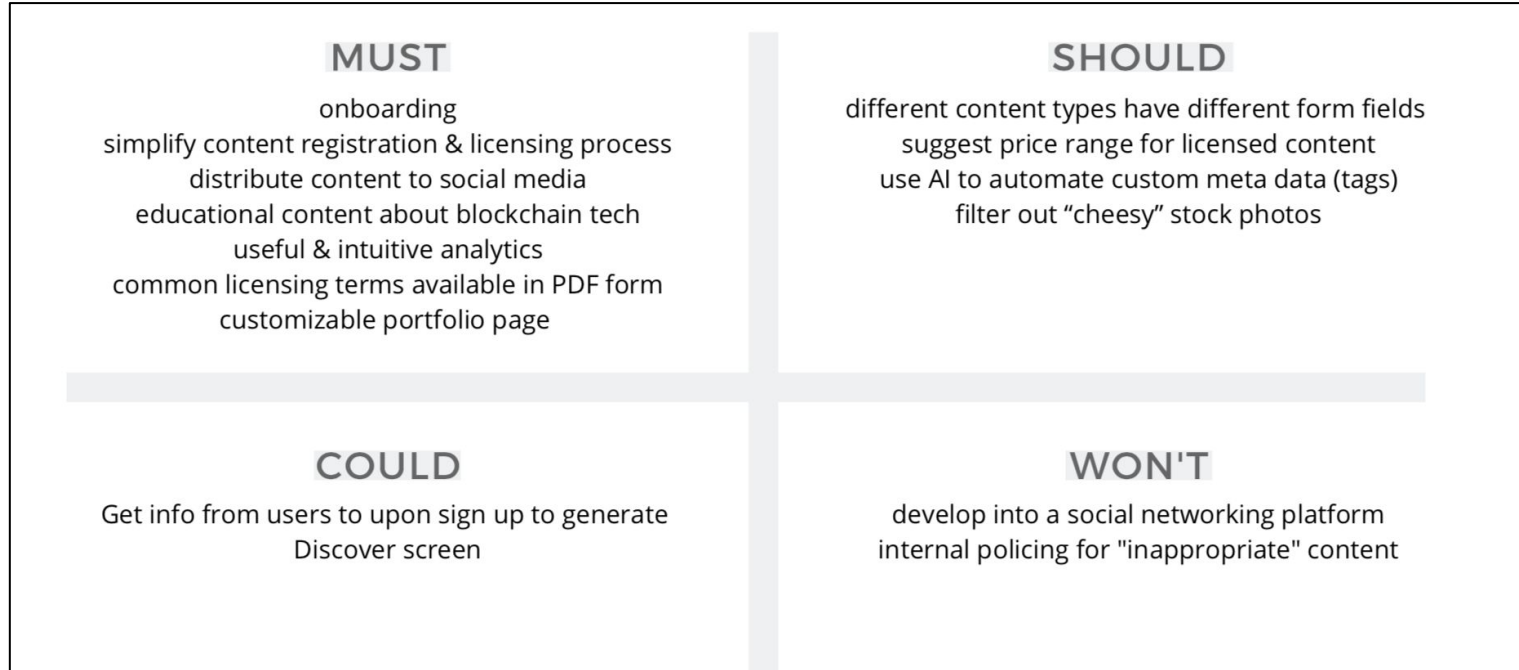 MUST
onboarding
simplify content registration & licensing process
distribute content to social media
educational content about blockchain tech
useful & intuitive analytics
common licensing terms available in PDF form
customizable portfolio page
SHOULD
different content types have different form fields
suggest price range for licensed content
use AI to automate custom meta data (tags)
filter out “cheesy” stock photos
COULD
Get info from users to upon sign up to generate
Discover screen
WON'T
develop into a social networking platform
internal policing for "inappropriate" content